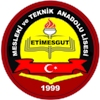 MESLEKİ ve TEKNİK ANADOLU LİSESİ
ETİMESGUT
1999